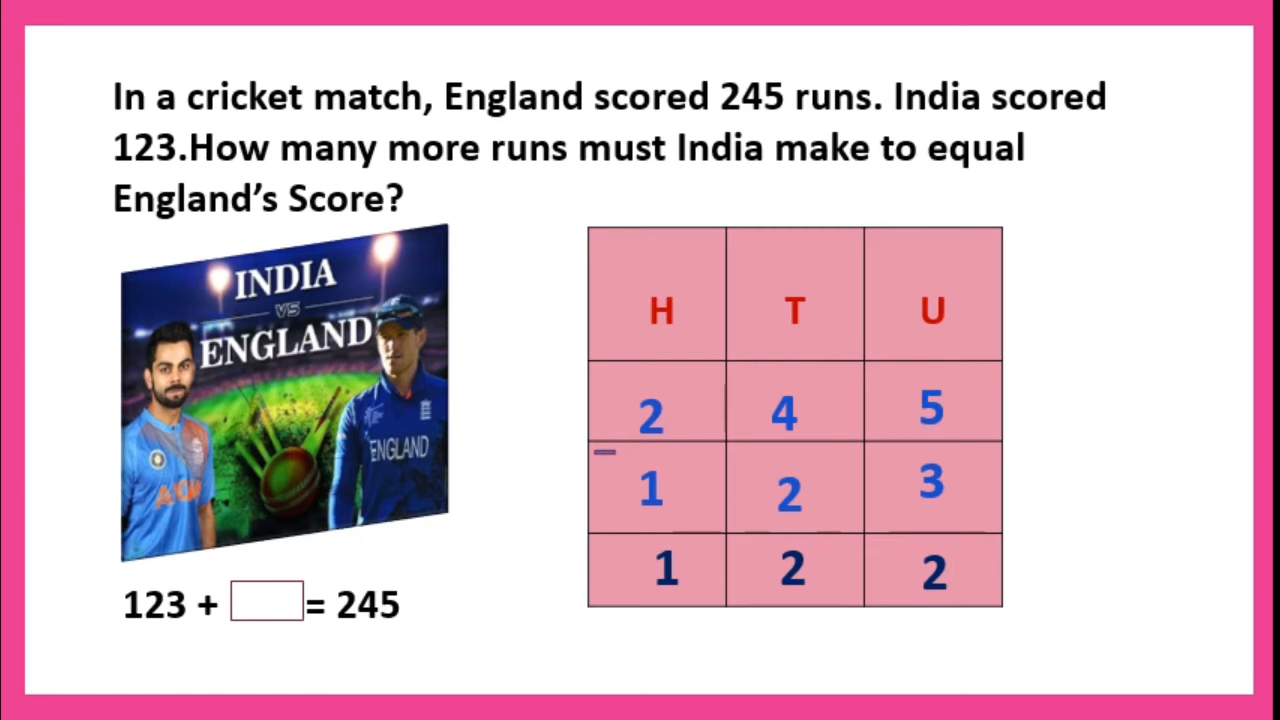 In a cricket match, England scored 245 runs. India scored
123.How many more runs must India make to equal
England's Score?
INDIA
VS
ENGLAND
ENGLAND
123 + = 245
H T U
2 4 5
- 1 2 3
1 2 2